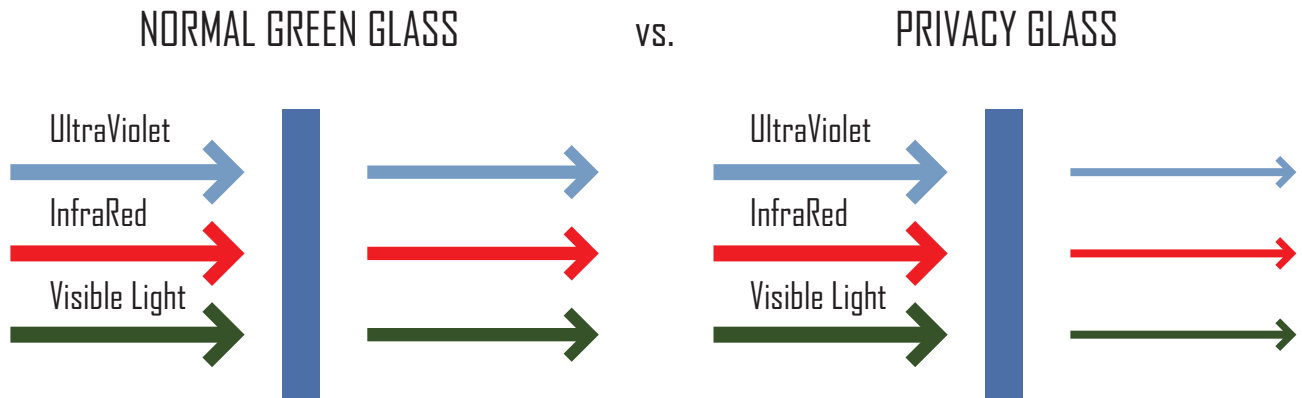 NORMAL GREEN GLASS vs. PRIVACY GLASS
UltraViolet
InfraRed
Visible Light
UltraViolet
InfraRed
Visible Light